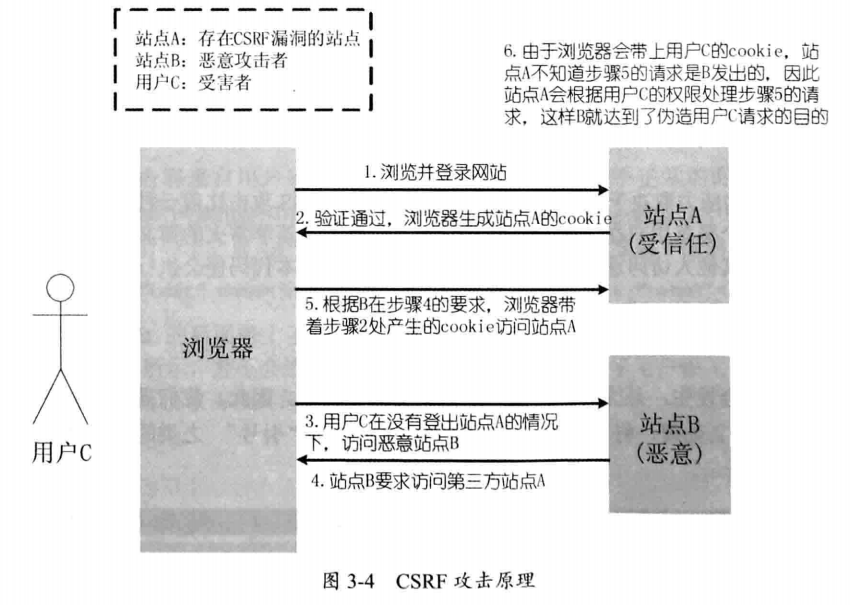 站点A：存在CSRF漏洞的站点
站点B：恶意攻击者
用户C：受害者
6.由于浏览器会带上用户C的cookie，站
点A不知道步骤5的请求是B发出的，因此
站点A会根据用户C的权限处理步骤5的请
求，这样B就达到了伪造用户C请求的目的
1.浏览并登录网站
2.验证通过，浏览器生成站点A的cookie
站点A
(受信任)
5.根据B在步骤4的要求，浏览器带
着步骤2处产生的cookie访问站点A
浏览器
用户C
3.用户C在没有登出站点A的情况
下，访问恶意站点B
4.站点B要求访问第三方站点A
站点B
(恶意)
图 3-4 CSRF 攻击原理